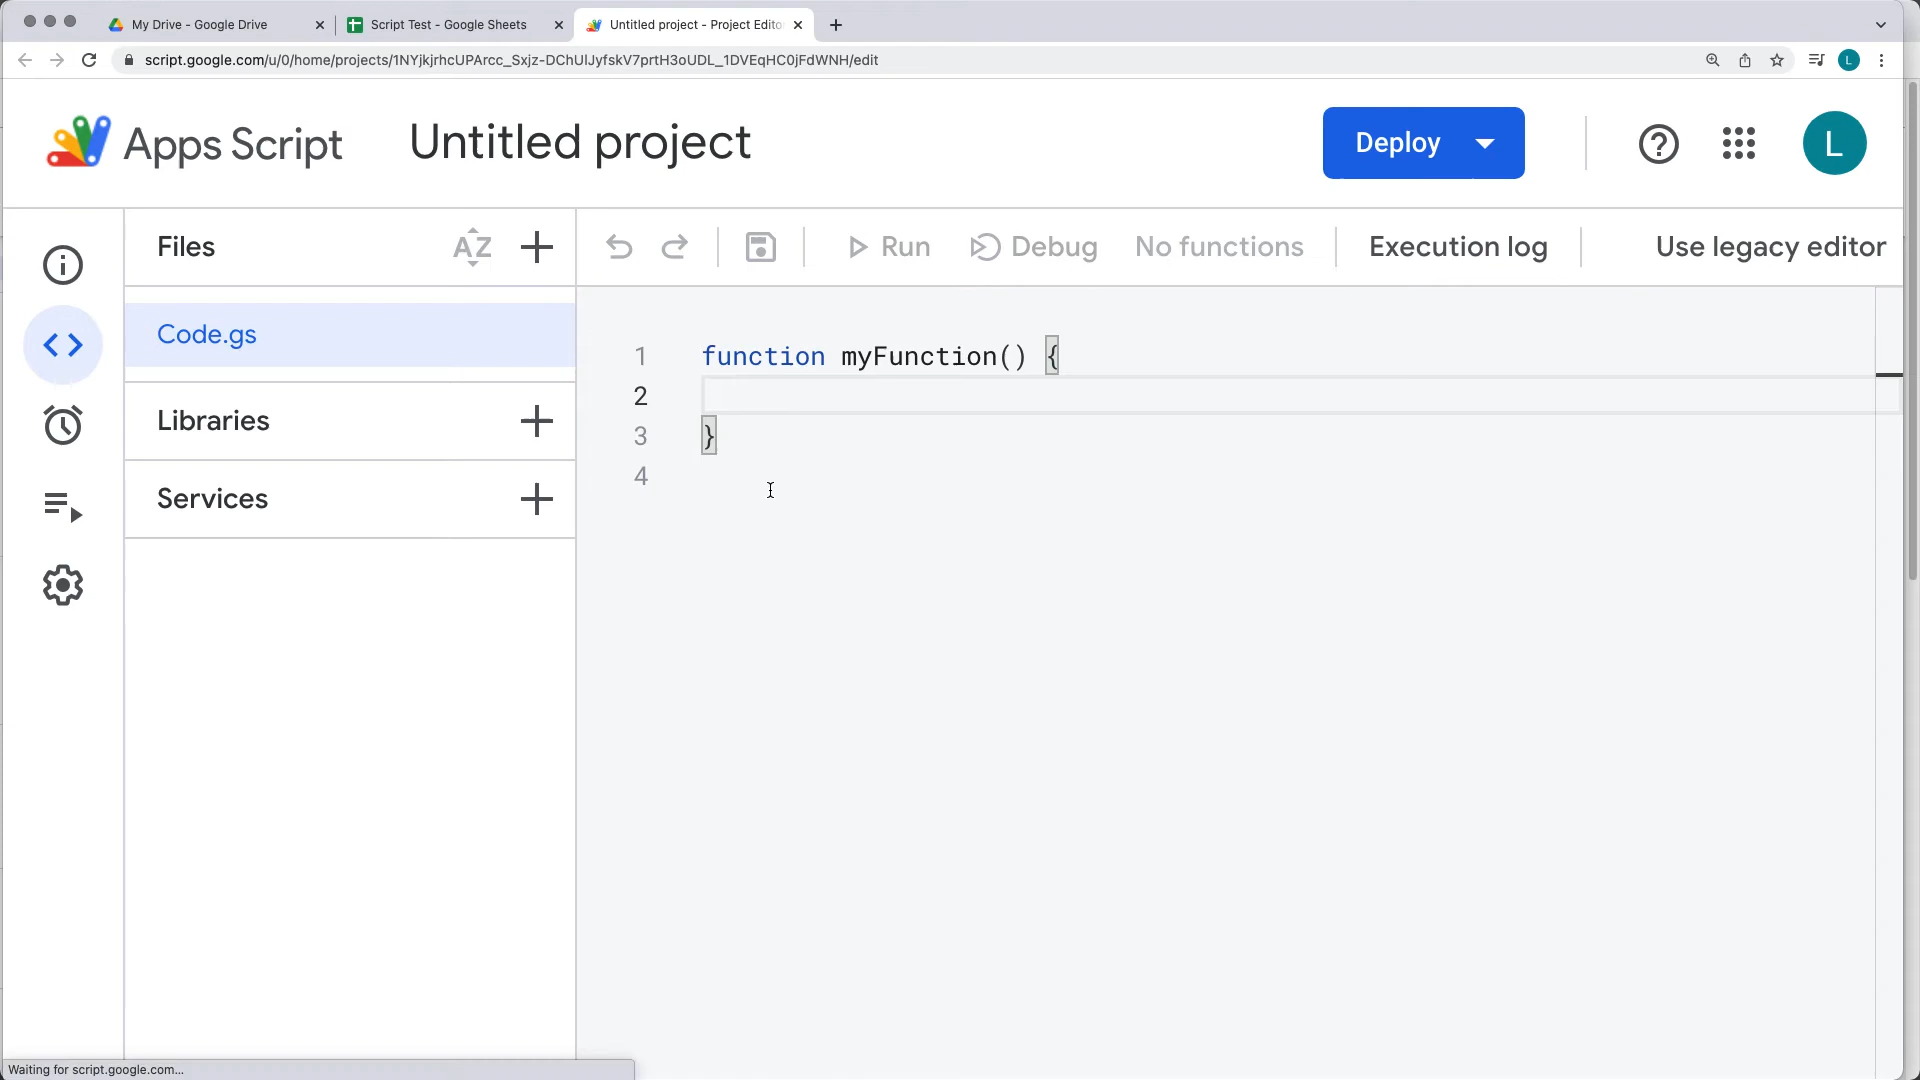 My Drive - Google Drive
Script Test - Google Sheets
Untitled project - Project Edito
script.google.com/u/0/home/projects/1NYjkjrhcUPArcc_Sxjz-DChUlJyfskV7prtH3oUDL_1DVEqHC0jFdWNH/edit
L
Apps Script
Untitled project
Deploy
L
Files
AZ
Run
Debug
No functions
Execution log
Use legacy editor
Code.gs
Libraries
Services
1 function myFunction() {
2
3 }
4
Waiting for script.google.com...